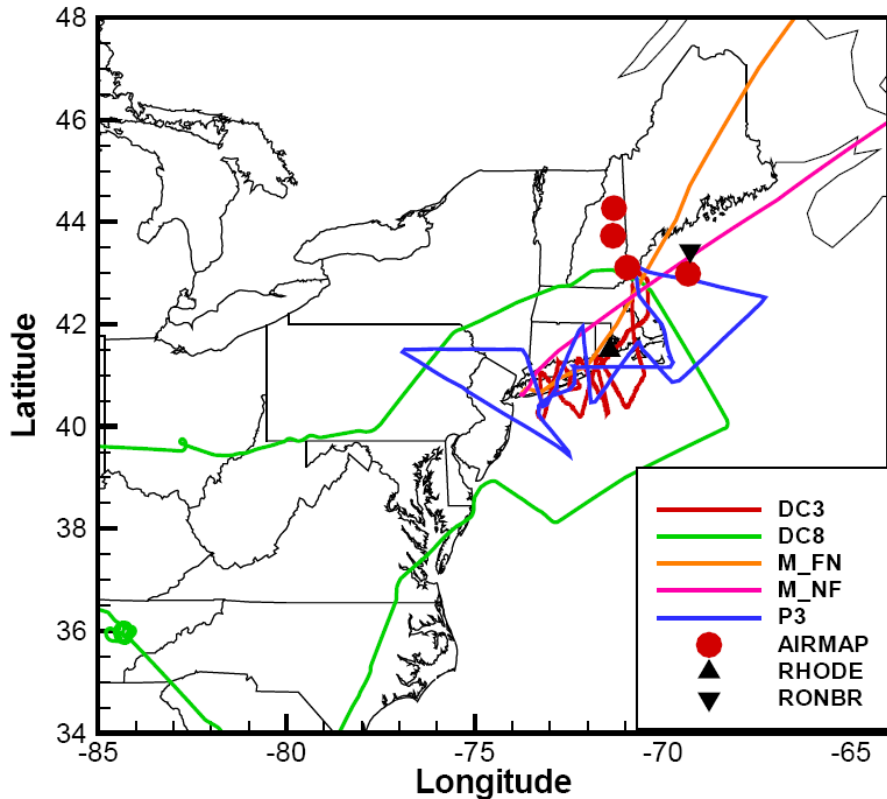 48
46
44
42
40
38
36
34
Latitude
-85
-80
-75
-70
-65
Longitude
DC3
DC8
M_FN
M_NF
P3
AIRMAP
RHODE
RONBR